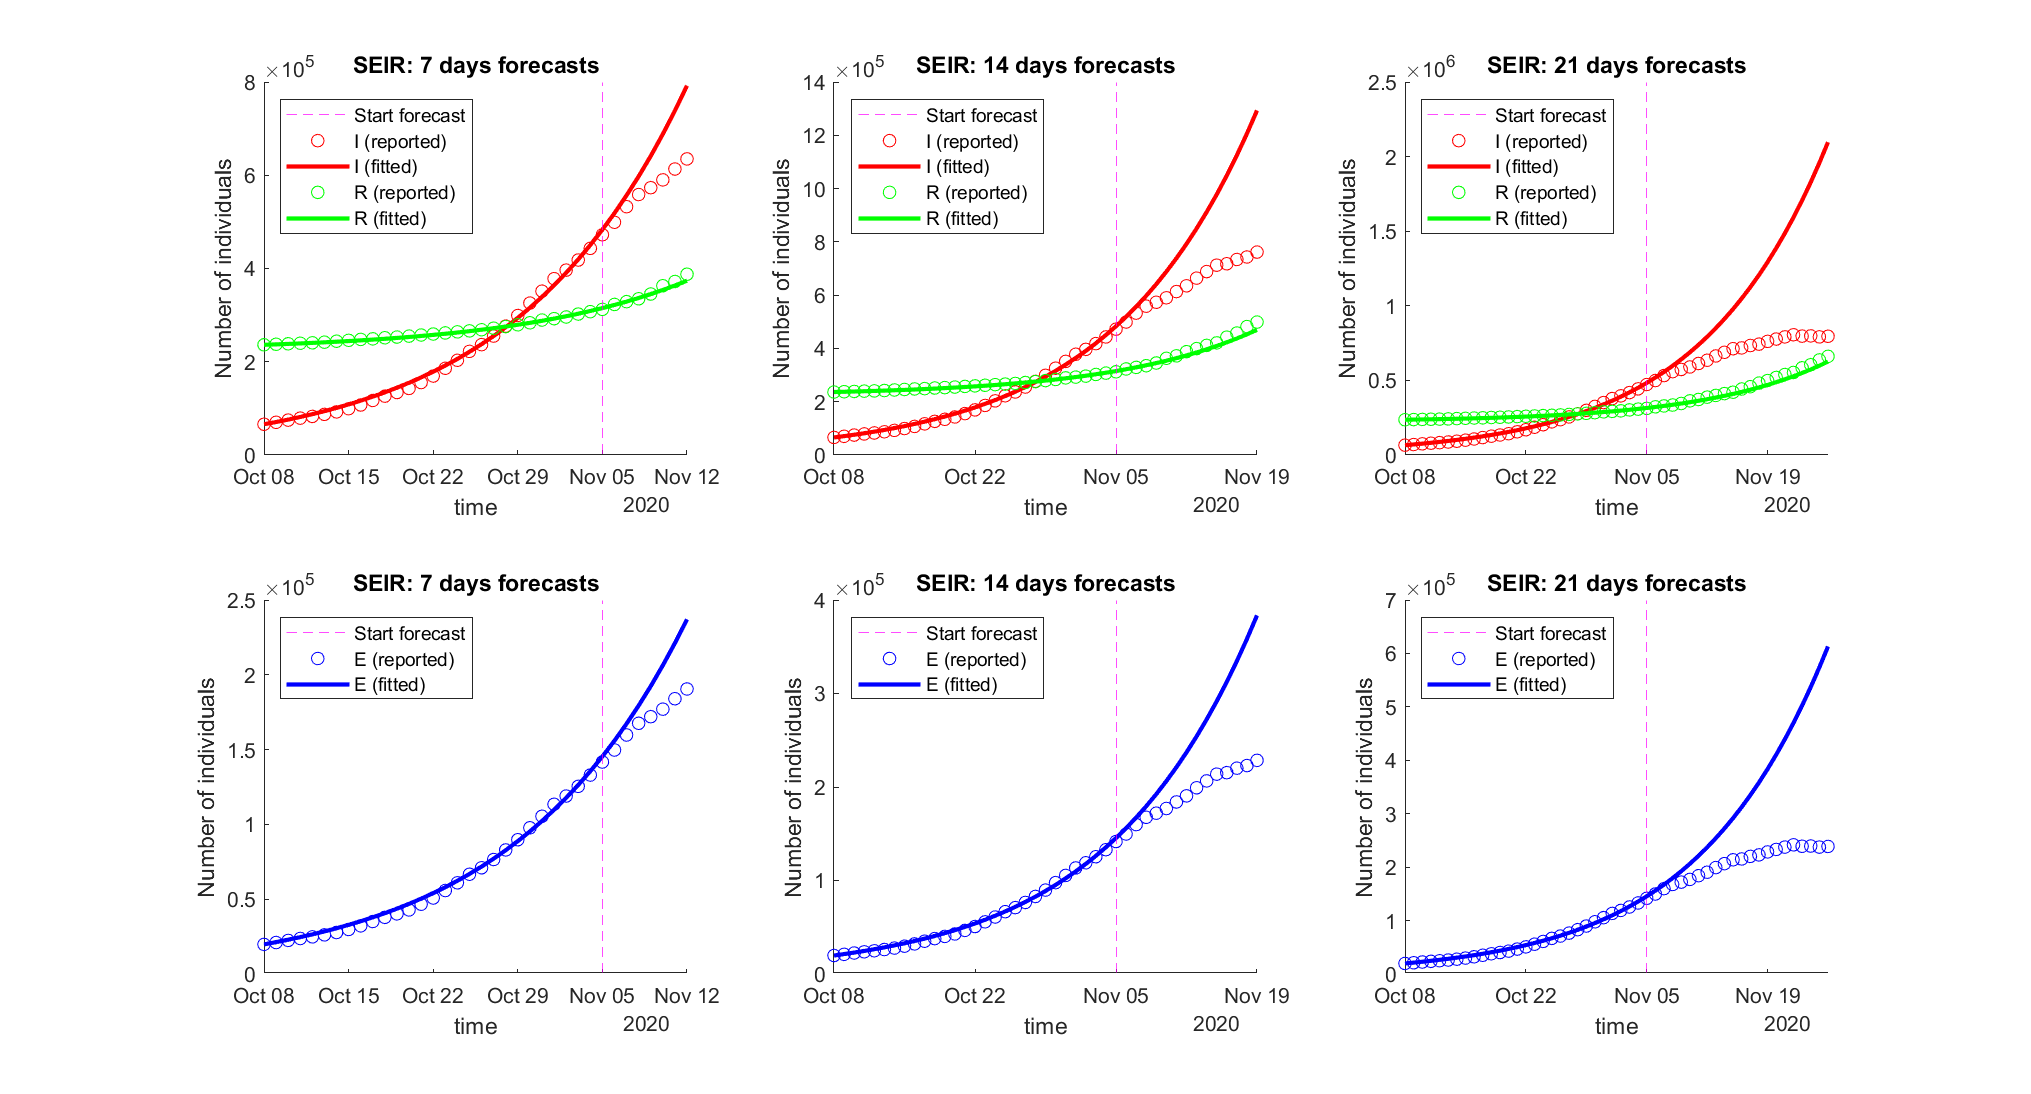 SEIR: 7 days forecasts
×10^5
8
6
4
2
0
Number of individuals
Start forecast
I (reported)
I (fitted)
R (reported)
R (fitted)
Oct 08 Oct 15 Oct 22 Oct 29 Nov 05 Nov 12
time
2020
SEIR: 14 days forecasts
×10^5
14
12
10
8
6
4
2
0
Number of individuals
Start forecast
I (reported)
I (fitted)
R (reported)
R (fitted)
Oct 08 Oct 22 Nov 05 Nov 19
time
2020
SEIR: 21 days forecasts
×10^6
2.5
2
1.5
1
0.5
0
Number of individuals
Start forecast
I (reported)
I (fitted)
R (reported)
R (fitted)
Oct 08 Oct 22 Nov 05 Nov 19
time
2020
SEIR: 7 days forecasts
×10^5
2.5
2
1.5
1
0.5
0
Number of individuals
Start forecast
E (reported)
E (fitted)
Oct 08 Oct 15 Oct 22 Oct 29 Nov 05 Nov 12
time
2020
SEIR: 14 days forecasts
×10^5
4
3
2
1
0
Number of individuals
Start forecast
E (reported)
E (fitted)
Oct 08 Oct 22 Nov 05 Nov 19
time
2020
SEIR: 21 days forecasts
×10^5
7
6
5
4
3
2
1
0
Number of individuals
Start forecast
E (reported)
E (fitted)
Oct 08 Oct 22 Nov 05 Nov 19
time
2020